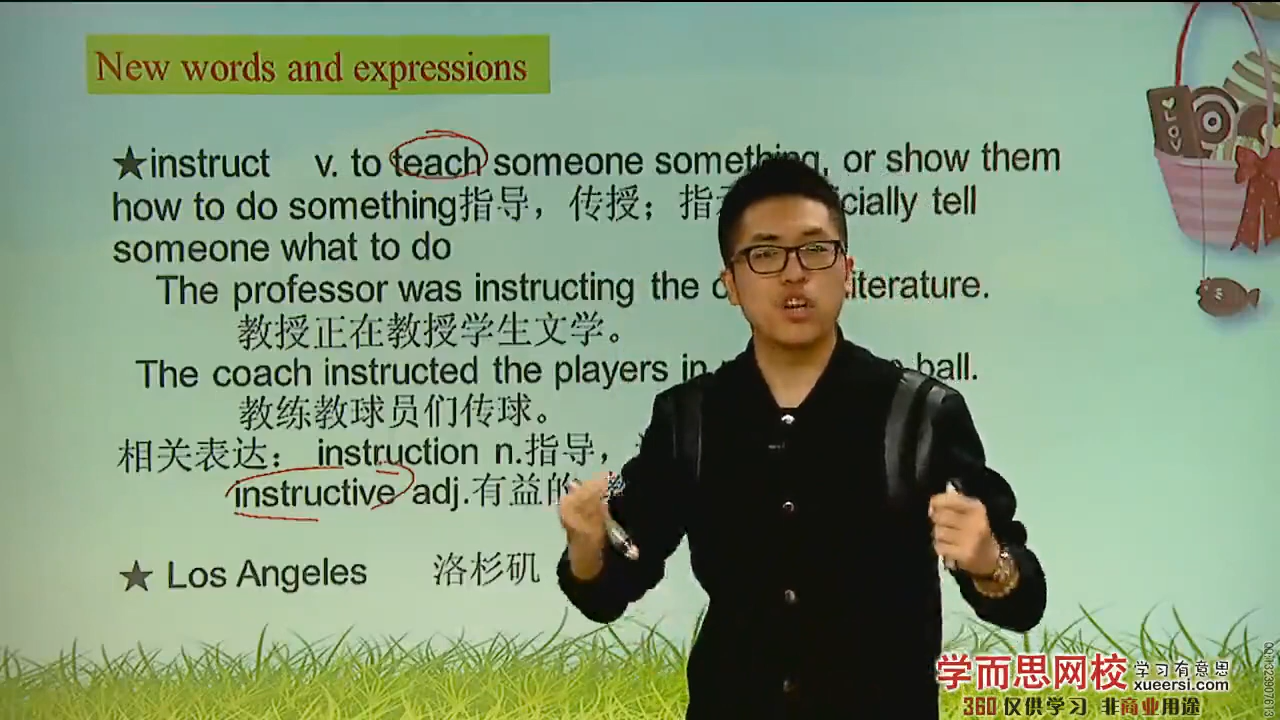 New words and expressions
★instruct v. to teach someone something, or show them
how to do something指导，传授；指 cially tell
someone what to do
The professor was instructing the literature.
教授正在教授学生文学。
The coach instructed the players in ball.
教练教球员们传球。
相关表达： instruction n.指导，
instructive adj.有益的
★ Los Angeles 洛杉矶
LOV
学而思网校 学习有意思
xueersi.com
360 仅供学习 非商业用途